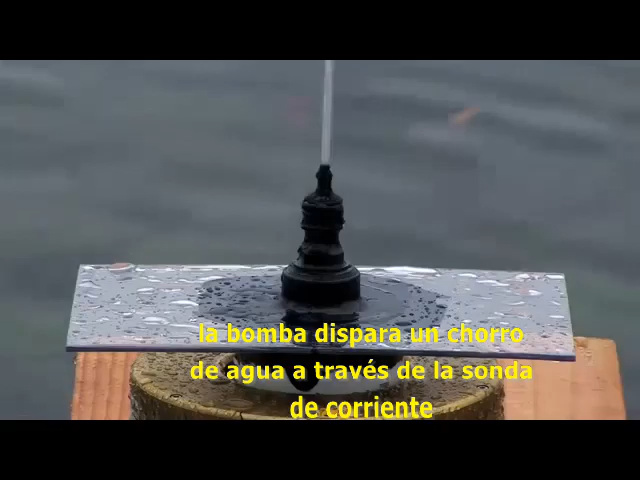 la bomba dispara un chorro
de agua a través de la sonda
de corriente